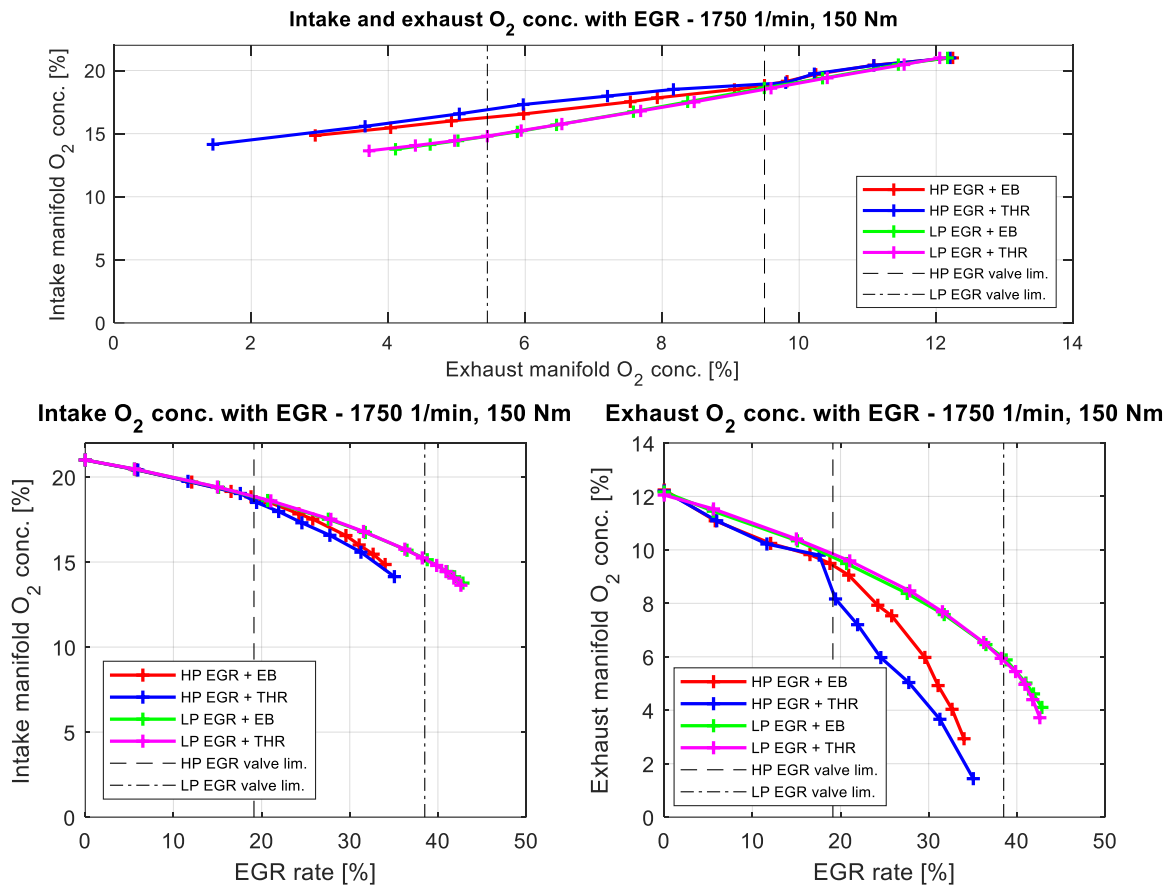 Intake and exhaust O2 conc. with EGR - 1750 1/min, 150 Nm
Intake manifold O2 conc. [%]
20
15
10
5
0
0 2 4 6 8 10 12 14
Exhaust manifold O2 conc. [%]
HP EGR + EB
HP EGR + THR
LP EGR + EB
LP EGR + THR
HP EGR valve lim.
LP EGR valve lim.
Intake O2 conc. with EGR - 1750 1/min, 150 Nm
Intake manifold O2 conc. [%]
20
15
10
5
0
0 10 20 30 40 50
EGR rate [%]
HP EGR + EB
HP EGR + THR
LP EGR + EB
LP EGR + THR
HP EGR valve lim.
LP EGR valve lim.
Exhaust O2 conc. with EGR - 1750 1/min, 150 Nm
Exhaust manifold O2 conc. [%]
14
12
10
8
6
4
2
0
0 10 20 30 40 50
EGR rate [%]
HP EGR + EB
HP EGR + THR
LP EGR + EB
LP EGR + THR
HP EGR valve lim.
LP EGR valve lim.